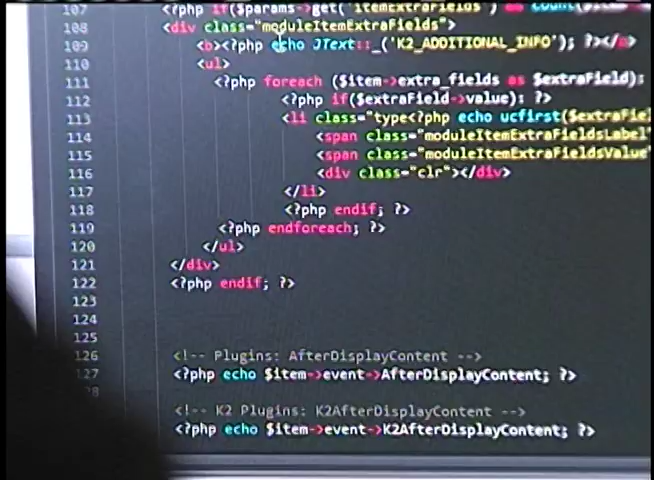 107 <?php if($params->get('itemExtraFields') && count($item
108 <div class="moduleItemExtraFields">
109 <b><?php echo JText::_('K2_ADDITIONAL_INFO'); ?></b>
110 <ul>
111 <?php foreach ($item->extra_fields as $extraField):
112 <?php if($extraField->value): ?>
113 <li class="type<?php echo ucfirst($extraFie
114 <span class="moduleItemExtraFieldsLabel"
115 <span class="moduleItemExtraFieldsValue"
116 <div class="clr"></div>
117 </li>
118 <?php endif; ?>
119 <?php endforeach; ?>
120 </ul>
121 </div>
122 <?php endif; ?>
123
124
125
126 <!-- Plugins: AfterDisplayContent -->
127 <?php echo $item->event->AfterDisplayContent; ?>
28
<!-- K2 Plugins: K2AfterDisplayContent -->
<?php echo $item->event->K2AfterDisplayContent; ?>